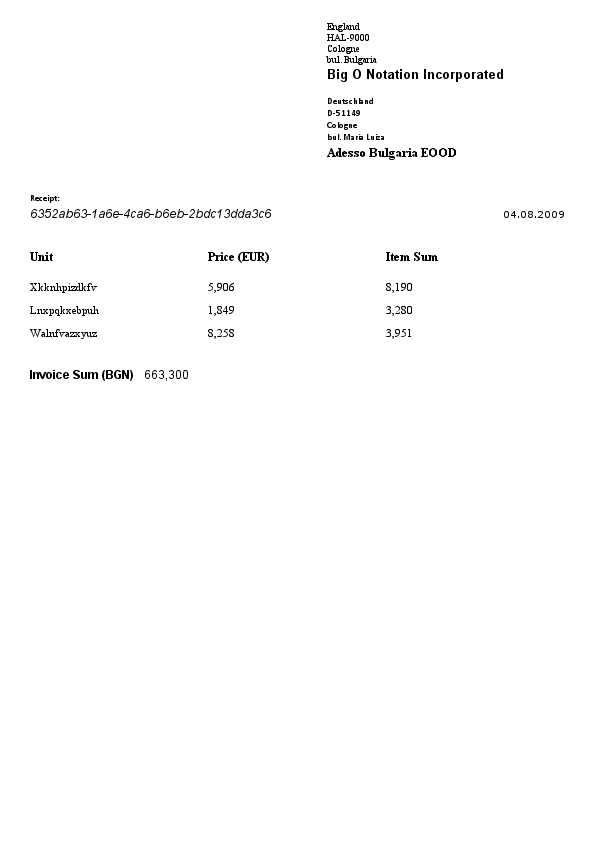 England
HAL-9000
Cologne
bul. Bulgaria
Big O Notation Incorporated
Deutschland
D-51149
Cologne
bul. Maria Luiza
Adesso Bulgaria EOOD
Receipt:
6352ab63-1a6e-4ca6-b6eb-2bdc13dda3c6 04.08.2009
Unit Price (EUR) Item Sum
Xkknhpizdkfv 5,906 8,190
Lnxpqkxebpuh 1,849 3,280
Walnfvazxyuz 8,258 3,951
Invoice Sum (BGN) 663,300